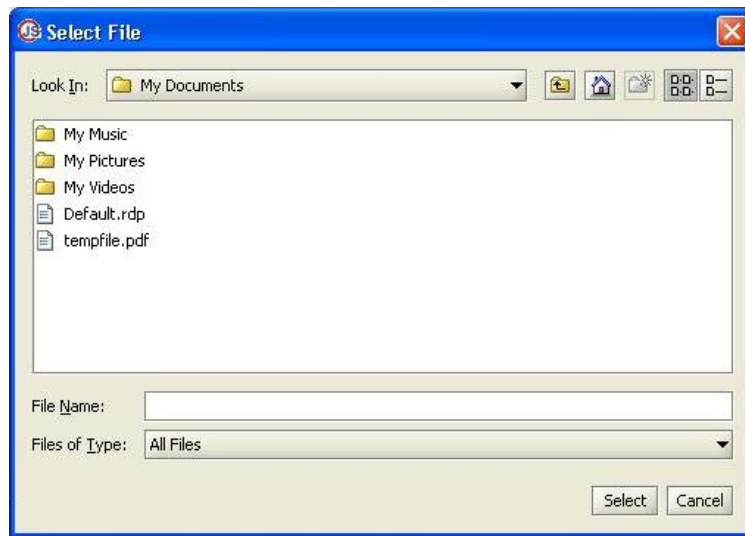 JS Select File
Look In: My Documents
My Music
My Pictures
My Videos
Default.rdp
tempfile.pdf
File Name:
Files of Type: All Files
Select Cancel